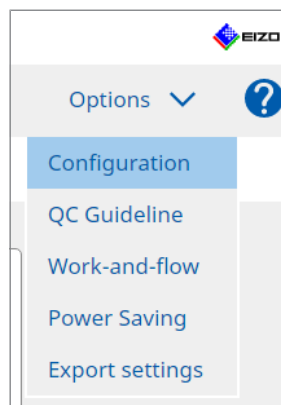 EIZO
Options
?
Configuration
QC Guideline
Work-and-flow
Power Saving
Export settings